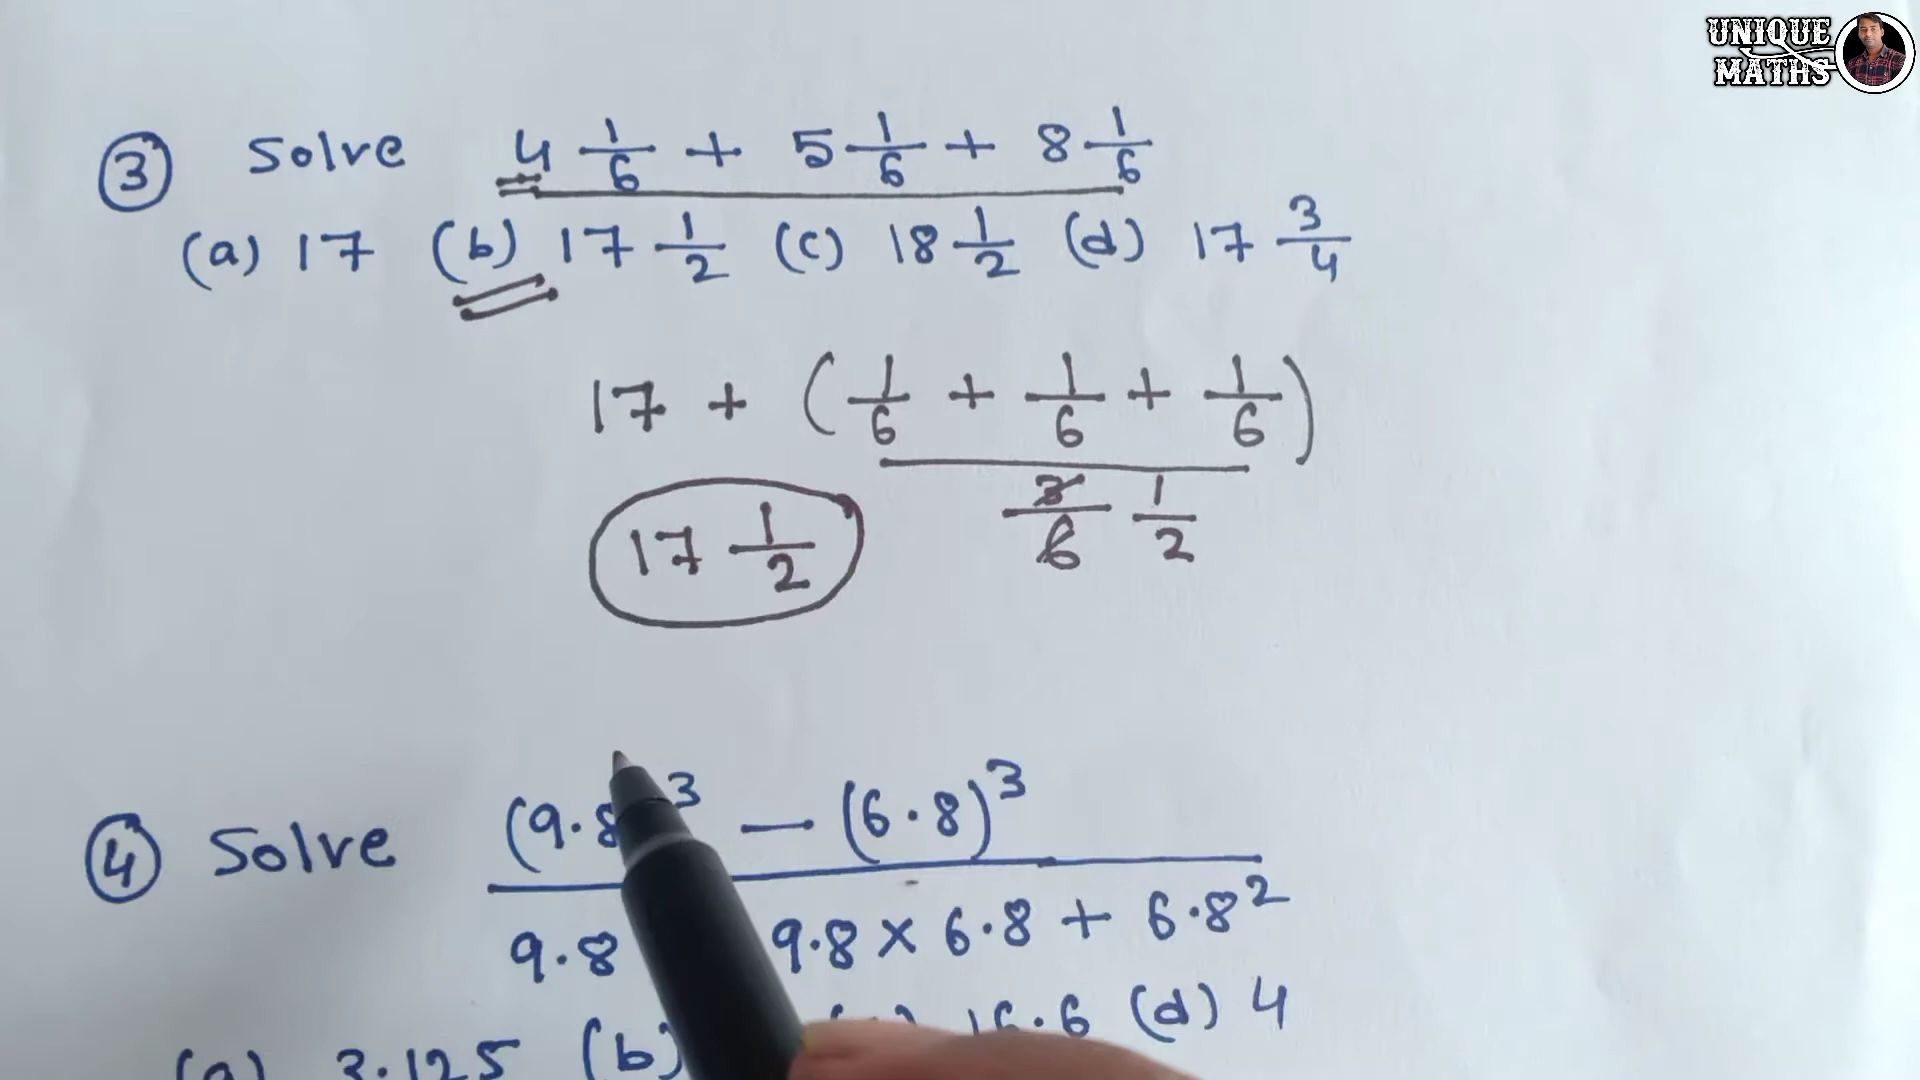 UNIQUE
MATHS
③ Solve 4 1/6 + 5 1/6 + 8 1/6
(a) 17 (b) 17 1/2 (c) 18 1/2 (d) 17 3/4
17 + (1/6 + 1/6 + 1/6)
17 1/2 3/6 1/2
④ Solve (9.8 ³ − (6.8)³
9.8 9.8 × 6.8 + 6.8²
(a) 3.125 (b) 16.6 (d) 4